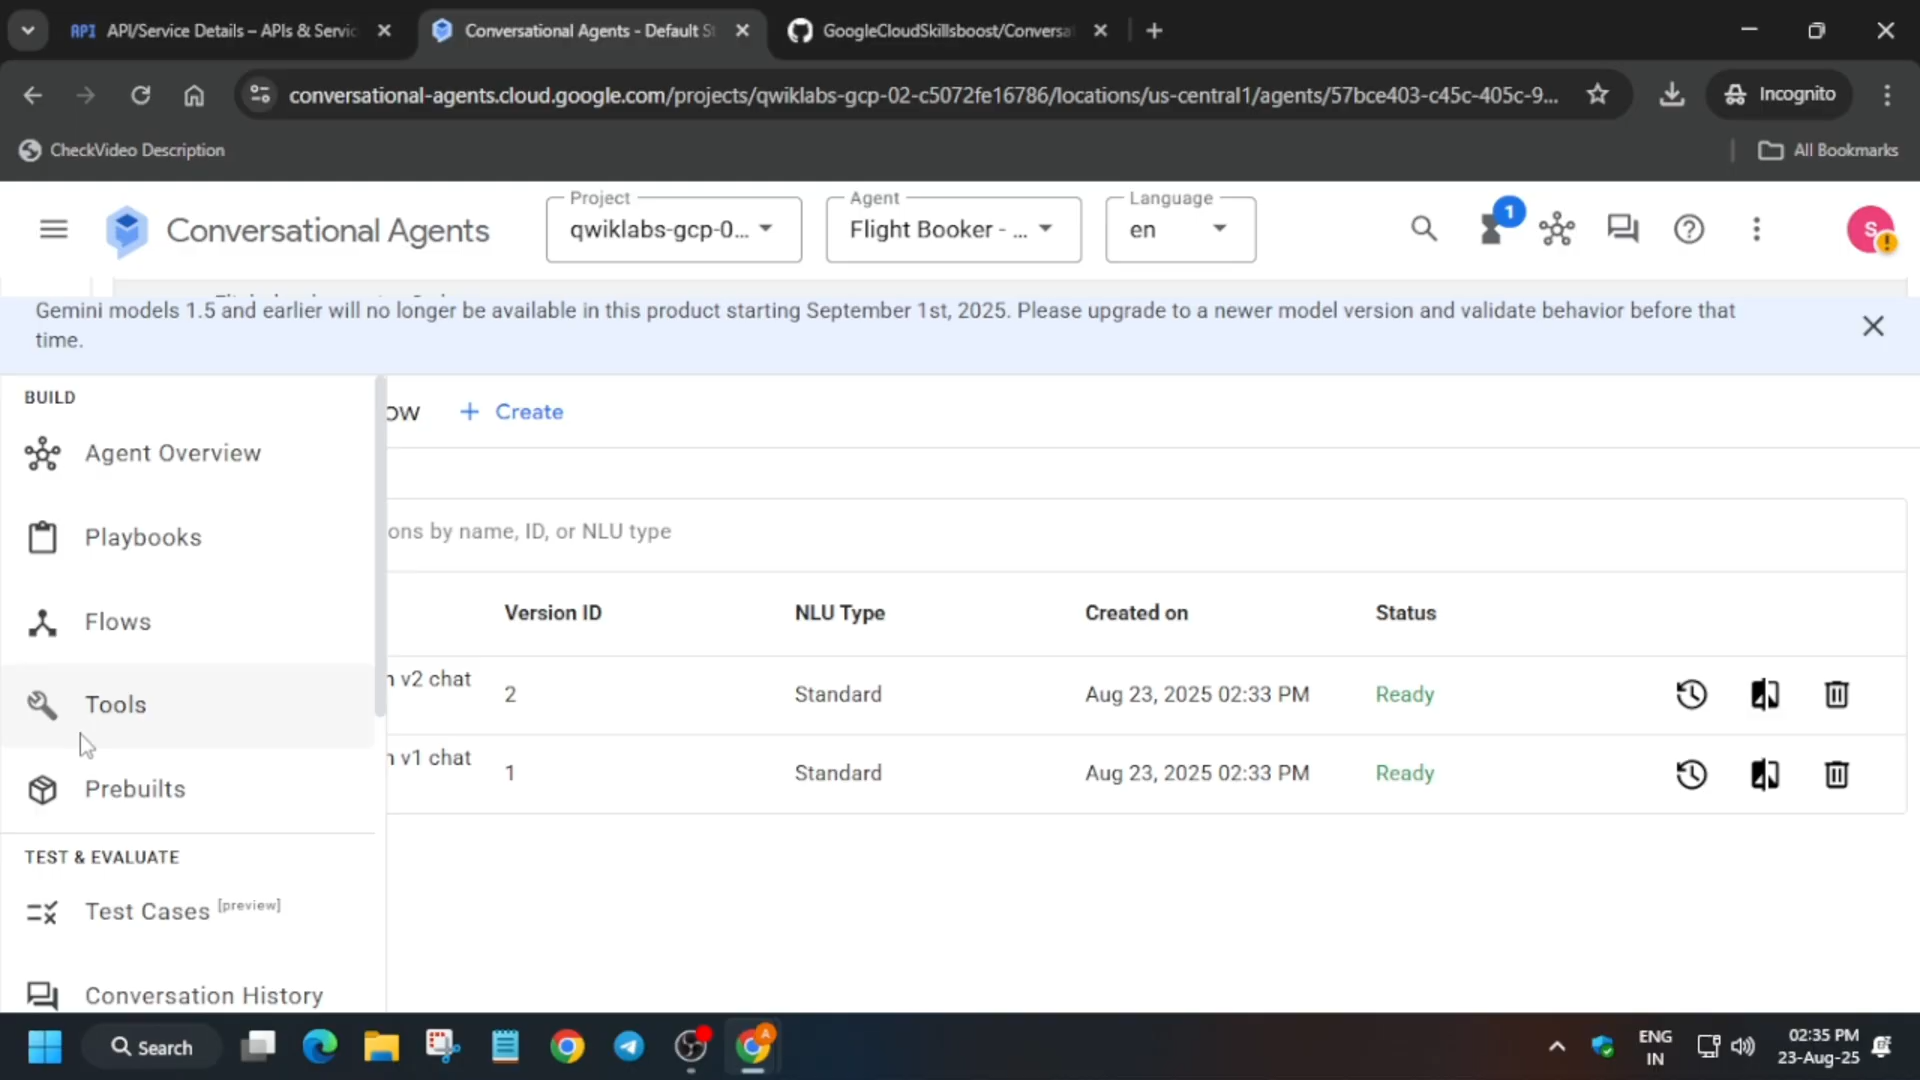 API API/Service Details – APIs & Servic
Conversational Agents - Default St
GoogleCloudSkillsboost/Conversa
conversational-agents.cloud.google.com/projects/qwiklabs-gcp-02-c5072fe16786/locations/us-central1/agents/57bce403-c45c-405c-9...
Incognito
CheckVideo Description
All Bookmarks
Conversational Agents
Project
qwiklabs-gcp-0...
Agent
Flight Booker - ...
Language
en
1
S
Gemini models 1.5 and earlier will no longer be available in this product starting September 1st, 2025. Please upgrade to a newer model version and validate behavior before that
time.
BUILD
Agent Overview
Playbooks
Flows
Tools
Prebuilts
TEST & EVALUATE
Test Cases [preview]
Conversation History
ow
+ Create
ons by name, ID, or NLU type
Version ID
NLU Type
Created on
Status
n v2 chat
2
Standard
Aug 23, 2025 02:33 PM
Ready
n v1 chat
1
Standard
Aug 23, 2025 02:33 PM
Ready
Search
A
ENG
IN
02:35 PM
23-Aug-25